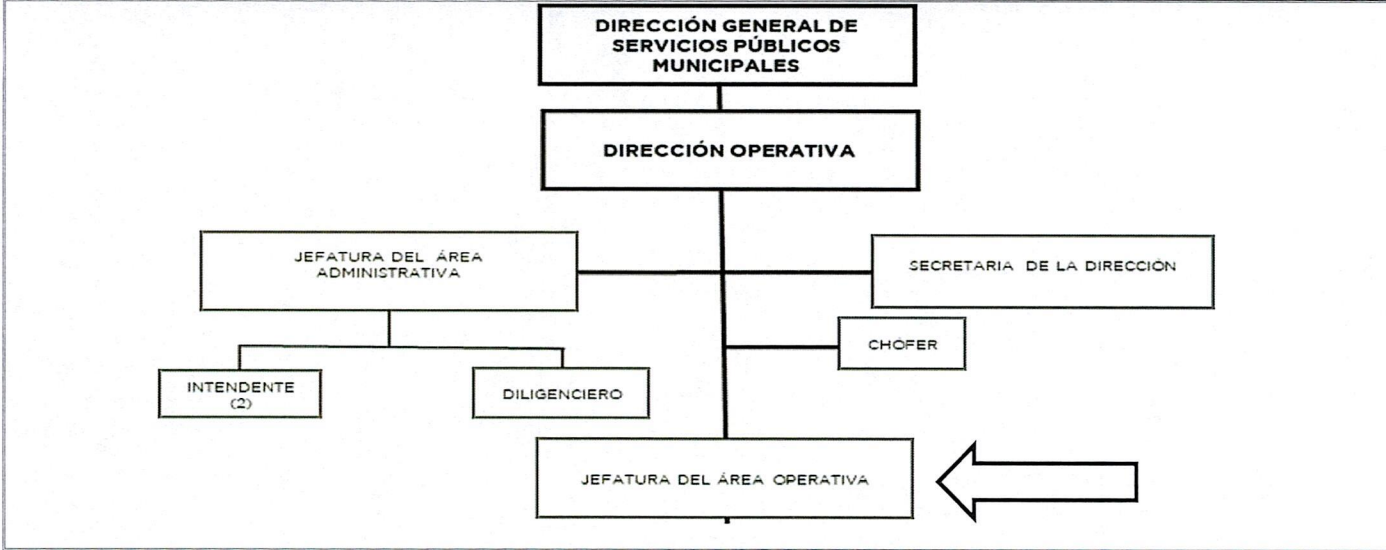 DIRECCIÓN GENERAL DE
SERVICIOS PÚBLICOS
MUNICIPALES
DIRECCIÓN OPERATIVA
JEFATURA DEL ÁREA
ADMINISTRATIVA
SECRETARIA DE LA DIRECCIÓN
CHÓFER
INTENDENTE
(2)
DILIGENCIERO
JEFATURA DEL ÁREA OPERATIVA